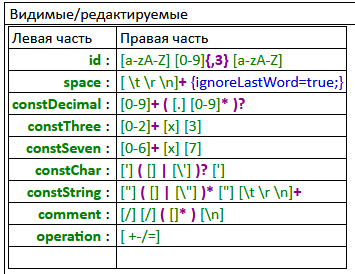 Видимые/редактируемые
Левая часть Правая часть
id : [a-zA-Z] [0-9]{,3} [a-zA-Z]
space : [ \t \r \n]+ {ignoreLastWord=true;}
constDecimal : [0-9]+ ( [.] [0-9]* )?
constThree : [0-2]+ [x] [3]
constSeven : [0-6]+ [x] [7]
constChar : ['] ( [] | [\'] )? [']
constString : ["] ( [] | [\"] )* ["] [\t \r \n]+
comment : [/] [/] ( []* ) [\n]
operation : [ +-/=]